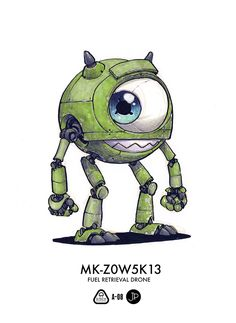 MK-Z0W5K13
FUEL RETRIEVAL DRONE
A-08 JP